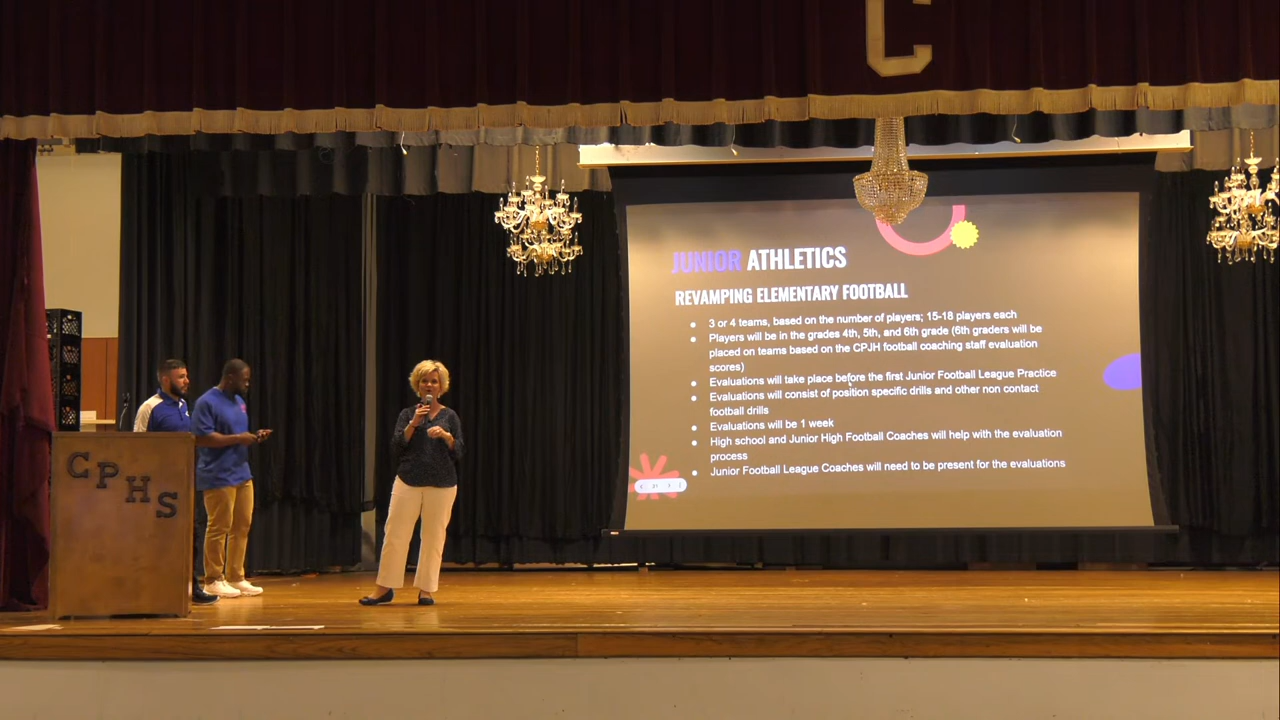 C
JUNIOR ATHLETICS
REVAMPING ELEMENTARY FOOTBALL
● 3 or 4 teams, based on the number of players; 15-18 players each
● Players will be in the grades 4th, 5th, and 6th grade (6th graders will be
placed on teams based on the CPJH football coaching staff evaluation
scores)
● Evaluations will take place before the first Junior Football League Practice
● Evaluations will consist of position specific drills and other non contact
football drills
● Evaluations will be 1 week
● High school and Junior High Football Coaches will help with the evaluation
process
● Junior Football League Coaches will need to be present for the evaluations
CPHS